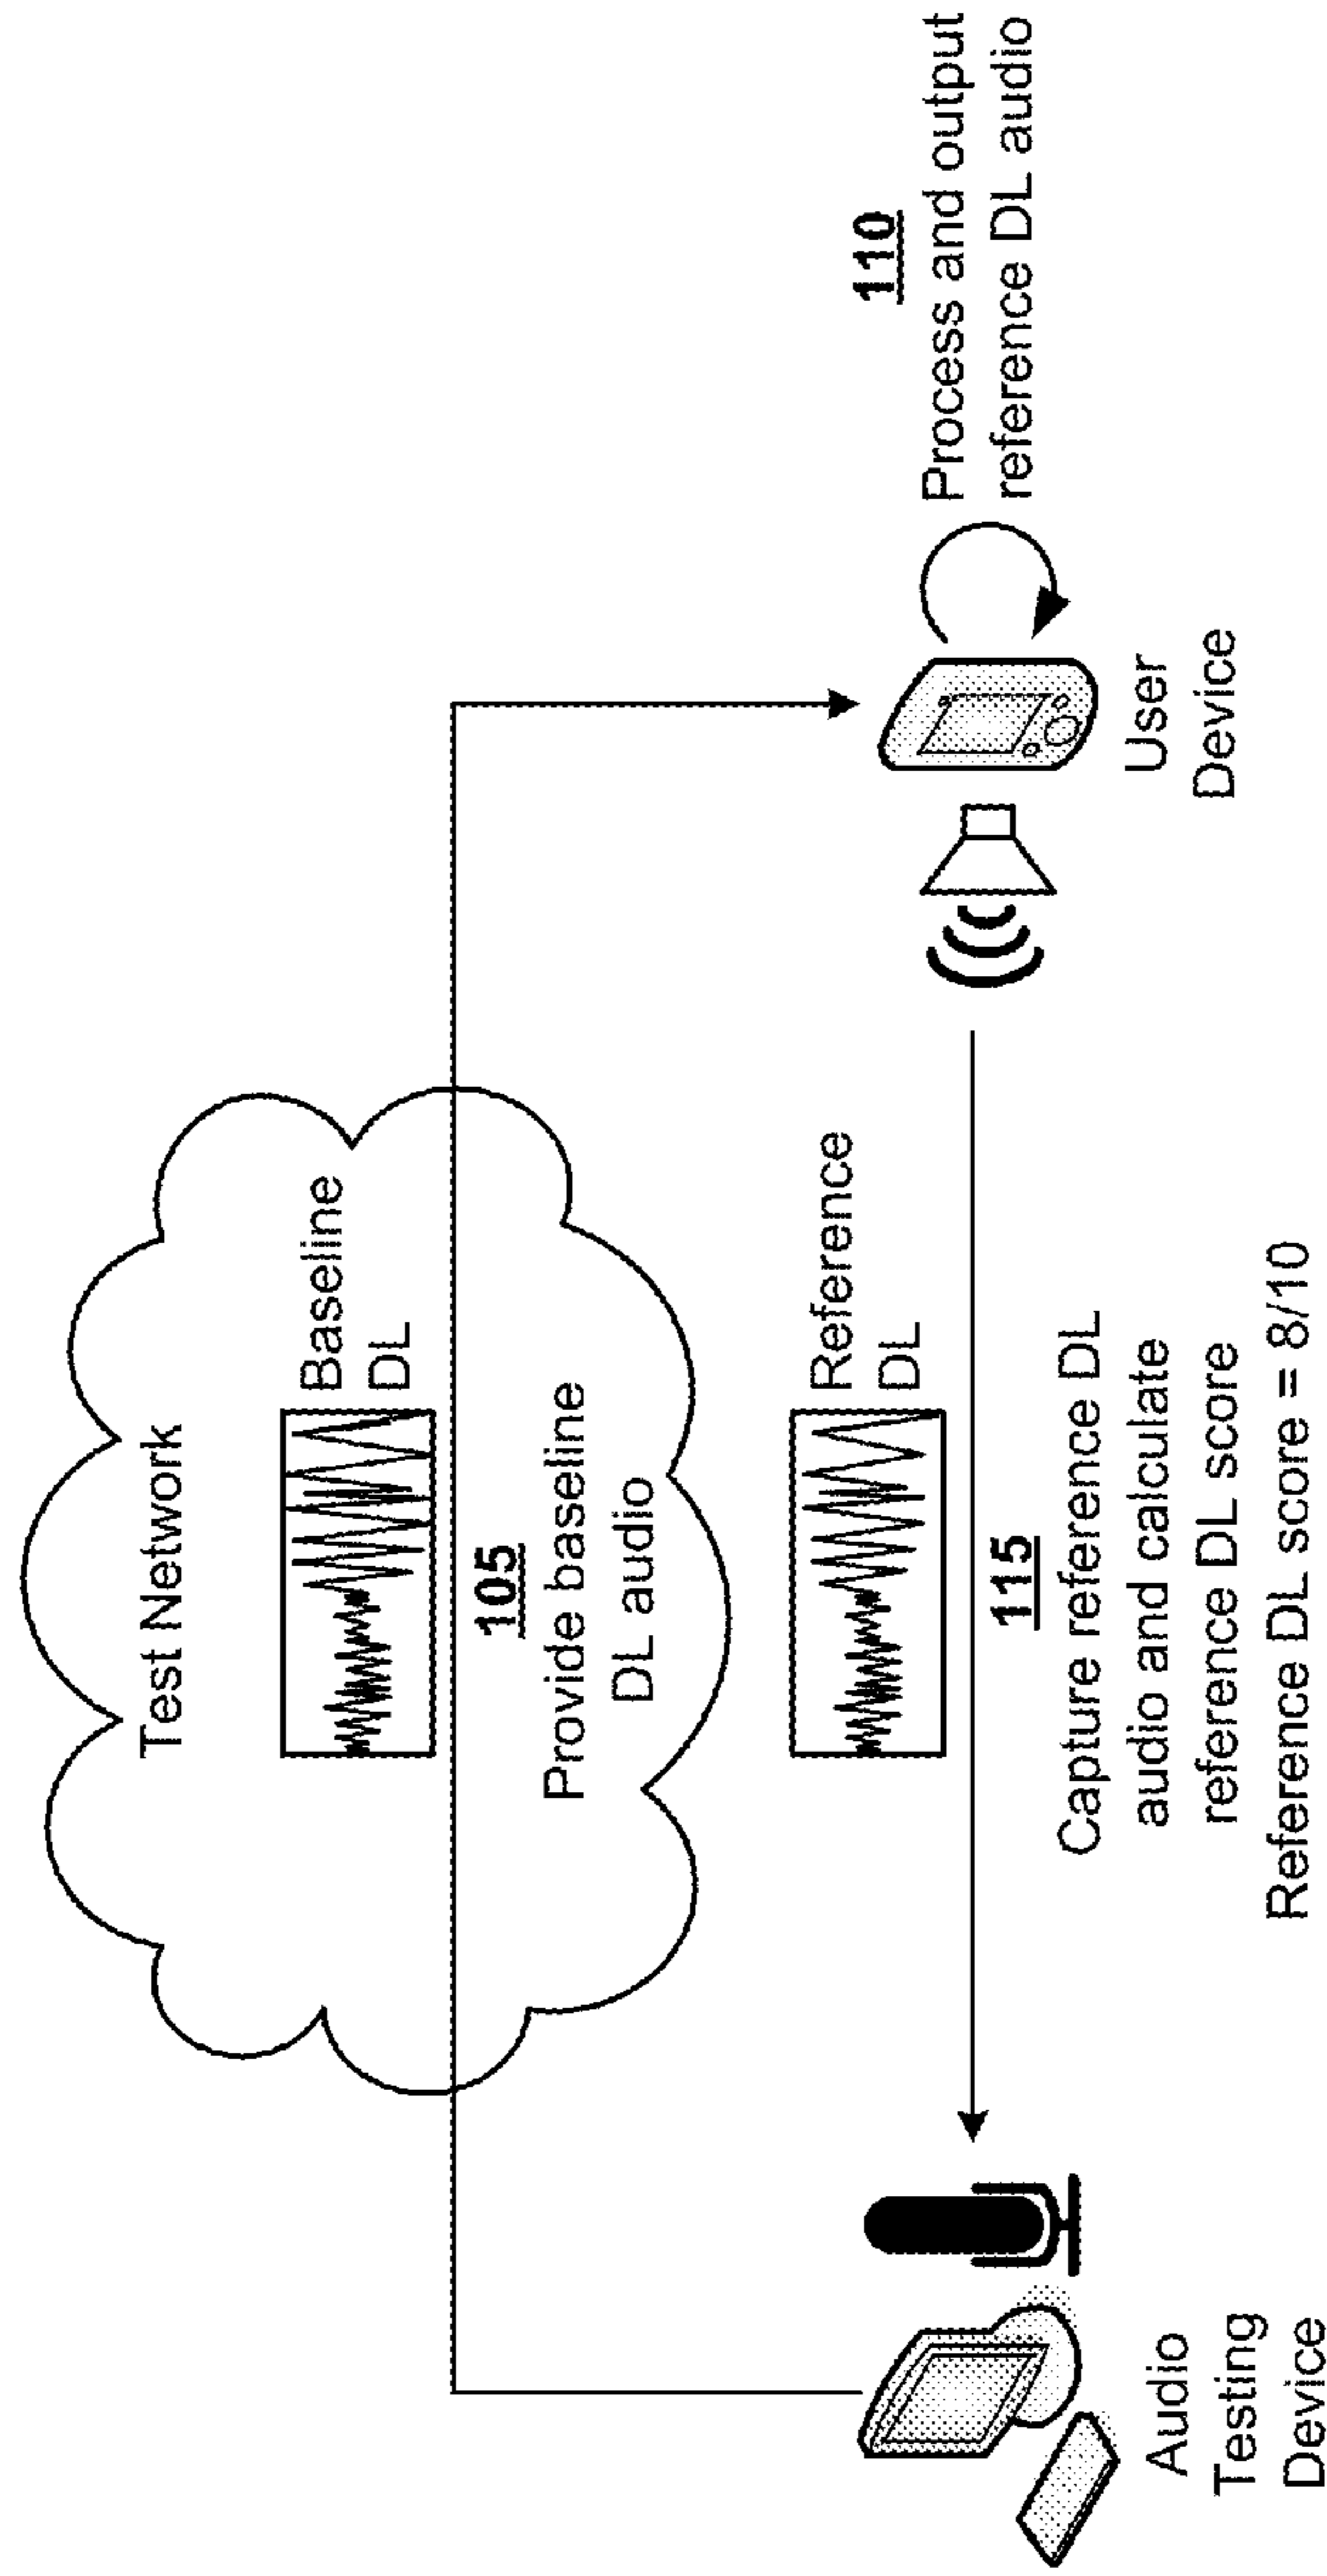 Test Network
Baseline
DL
105
Provide baseline
DL audio
110
Process and output
reference DL audio
Reference
DL
115
Capture reference DL
audio and calculate
reference DL score
Reference DL score = 8/10
User
Device
Audio
Testing
Device